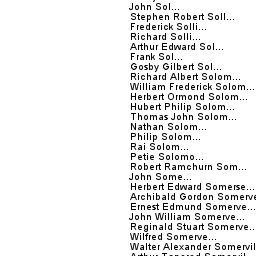 John Sol...
Stephen Robert Soll...
Frederick Solli...
Richard Solli...
Arthur Edward Sol...
Frank Sol...
Gosby Gilbert Sol...
Richard Albert Solom...
William Frederick Solom...
Herbert Ormond Solom...
Hubert Philip Solom...
Thomas John Solom...
Nathan Solom...
Philip Solom...
Rai Solom...
Petie Solomo...
Robert Ramchurn Som...
John Some...
Herbert Edward Somerse...
Archibald Gordon Somerve
Ernest Edmund Somerve...
John William Somerve...
Reginald Stuart Somerve..
Wilfred Somerve...
Walter Alexander Somervil